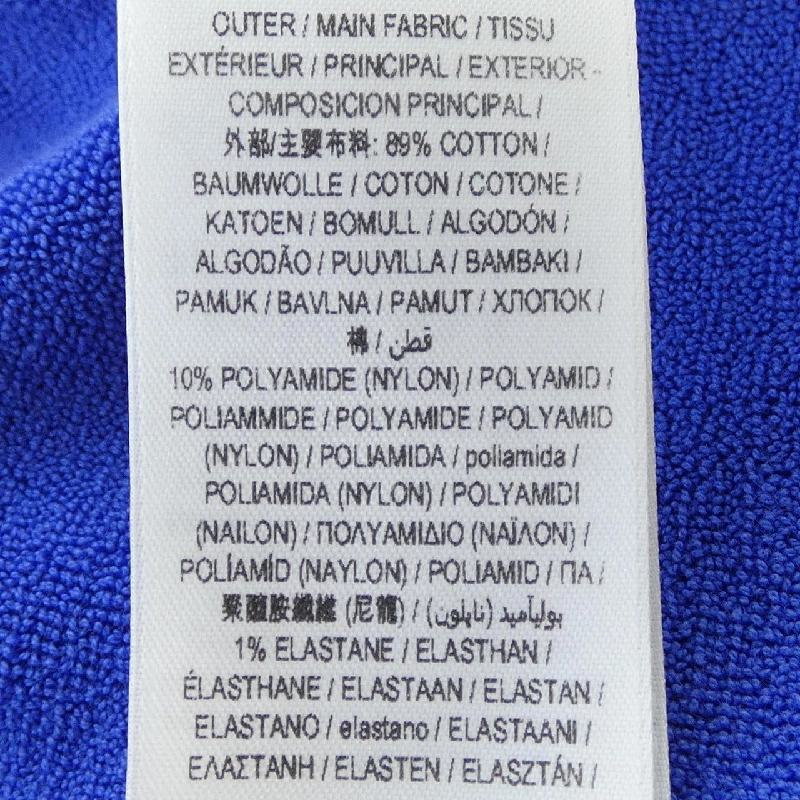 OUTER / MAIN FABRIC / TISSU
EXTÉRIEUR / PRINCIPAL / EXTERIOR -
COMPOSICION PRINCIPAL /
外部/主要布料: 89% COTTON /
BAUMWOLLE / COTON / COTONE /
KATOEN / BOMULL / ALGODÓN /
ALGODÃO / PUUVILLA / BAMBAKI /
PAMUK / BAVLNA / PAMUT / ХЛОПОК /
棉 / قطن
10% POLYAMIDE (NYLON) / POLYAMID /
POLIAMMIDE / POLYAMIDE / POLYAMID
(NYLON) / POLIAMIDA / poliamida /
POLIAMIDA (NYLON) / POLYAMIDI
(NAILON) / ΠΟΛΥΑΜΙΔΙΟ (ΝΑΪΛΟΝ) /
POLÍAMÍD (NAYLON) / POLIAMID / ПА /
聚醯胺纖維 (尼龍) / بوليآميد (نايلون)
1% ELASTANE / ELASTHAN /
ÉLASTHANE / ELASTAAN / ELASTAN /
ELASTANO / elastano / ELASTAANI /
ΕΛΑΣΤΑΝΗ / ELASTEN / ELASZTÁN /